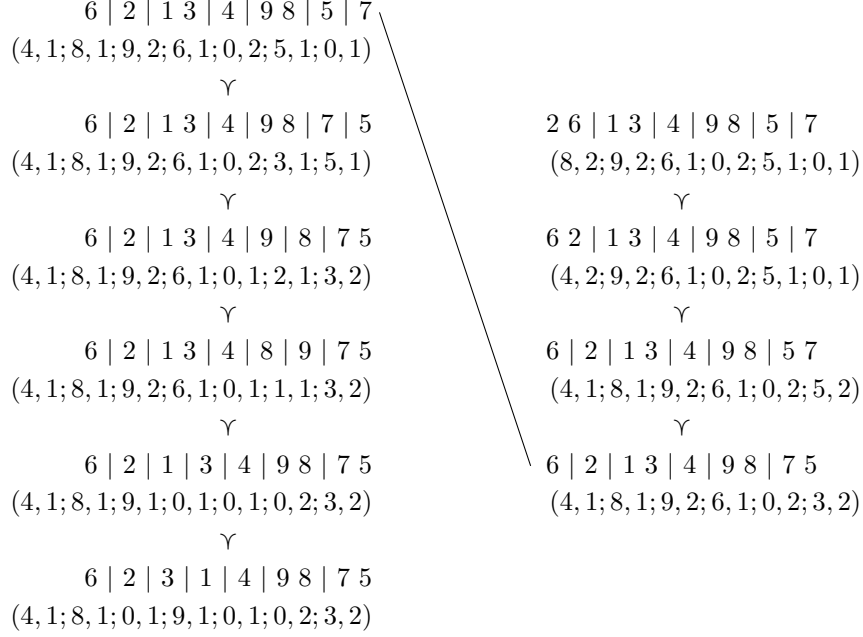 6 | 2 | 1 3 | 4 | 9 8 | 5 | 7
(4, 1; 8, 1; 9, 2; 6, 1; 0, 2; 5, 1; 0, 1)
⋎
6 | 2 | 1 3 | 4 | 9 8 | 7 | 5
(4, 1; 8, 1; 9, 2; 6, 1; 0, 2; 3, 1; 5, 1)
⋎
6 | 2 | 1 3 | 4 | 9 | 8 | 7 5
(4, 1; 8, 1; 9, 2; 6, 1; 0, 1; 2, 1; 3, 2)
⋎
6 | 2 | 1 3 | 4 | 8 | 9 | 7 5
(4, 1; 8, 1; 9, 2; 6, 1; 0, 1; 1, 1; 3, 2)
⋎
6 | 2 | 1 | 3 | 4 | 9 8 | 7 5
(4, 1; 8, 1; 9, 1; 0, 1; 0, 1; 0, 2; 3, 2)
⋎
6 | 2 | 3 | 1 | 4 | 9 8 | 7 5
(4, 1; 8, 1; 0, 1; 9, 1; 0, 1; 0, 2; 3, 2)
2 6 | 1 3 | 4 | 9 8 | 5 | 7
(8, 2; 9, 2; 6, 1; 0, 2; 5, 1; 0, 1)
⋎
6 2 | 1 3 | 4 | 9 8 | 5 | 7
(4, 2; 9, 2; 6, 1; 0, 2; 5, 1; 0, 1)
⋎
6 | 2 | 1 3 | 4 | 9 8 | 5 7
(4, 1; 8, 1; 9, 2; 6, 1; 0, 2; 5, 2)
⋎
6 | 2 | 1 3 | 4 | 9 8 | 7 5
(4, 1; 8, 1; 9, 2; 6, 1; 0, 2; 3, 2)